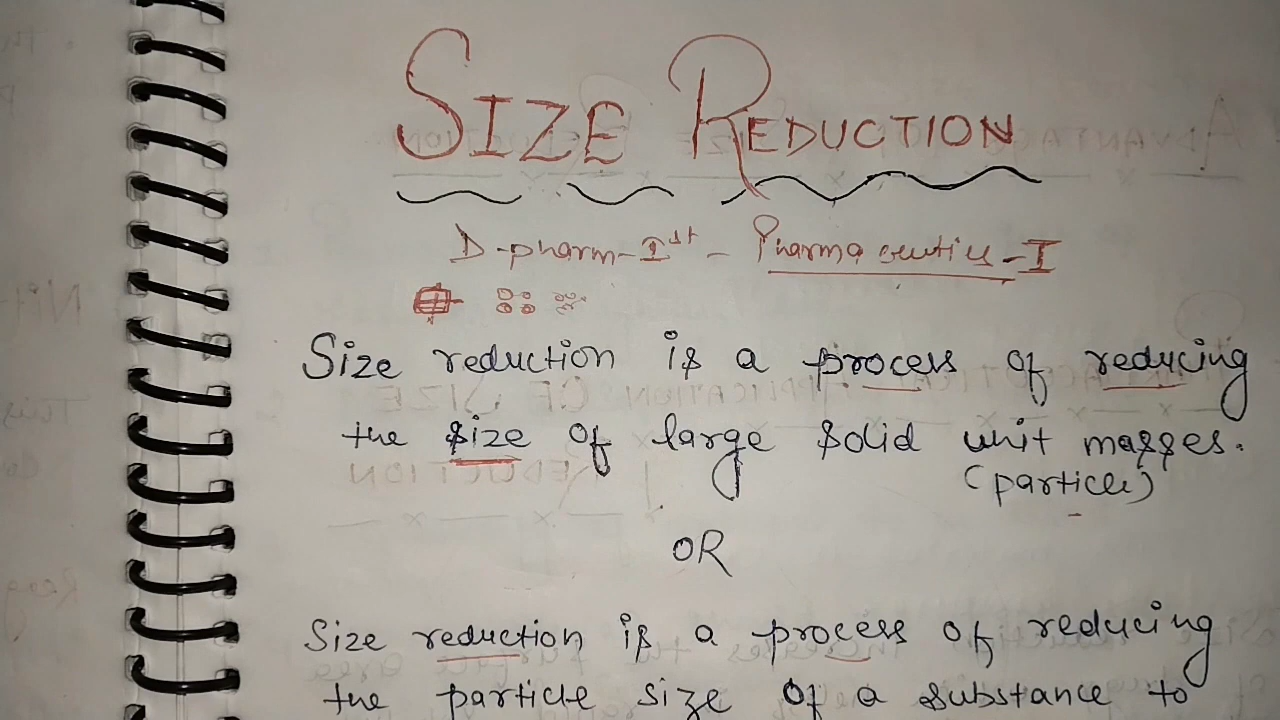 SIZE REDUCTION
D-pharm-Ist - Pharmaceutics-I
Size reduction is a process of reducing
the size of large solid unit masses.
(particle)
OR
Size reduction is a process of reducing
the particle size of a substance to